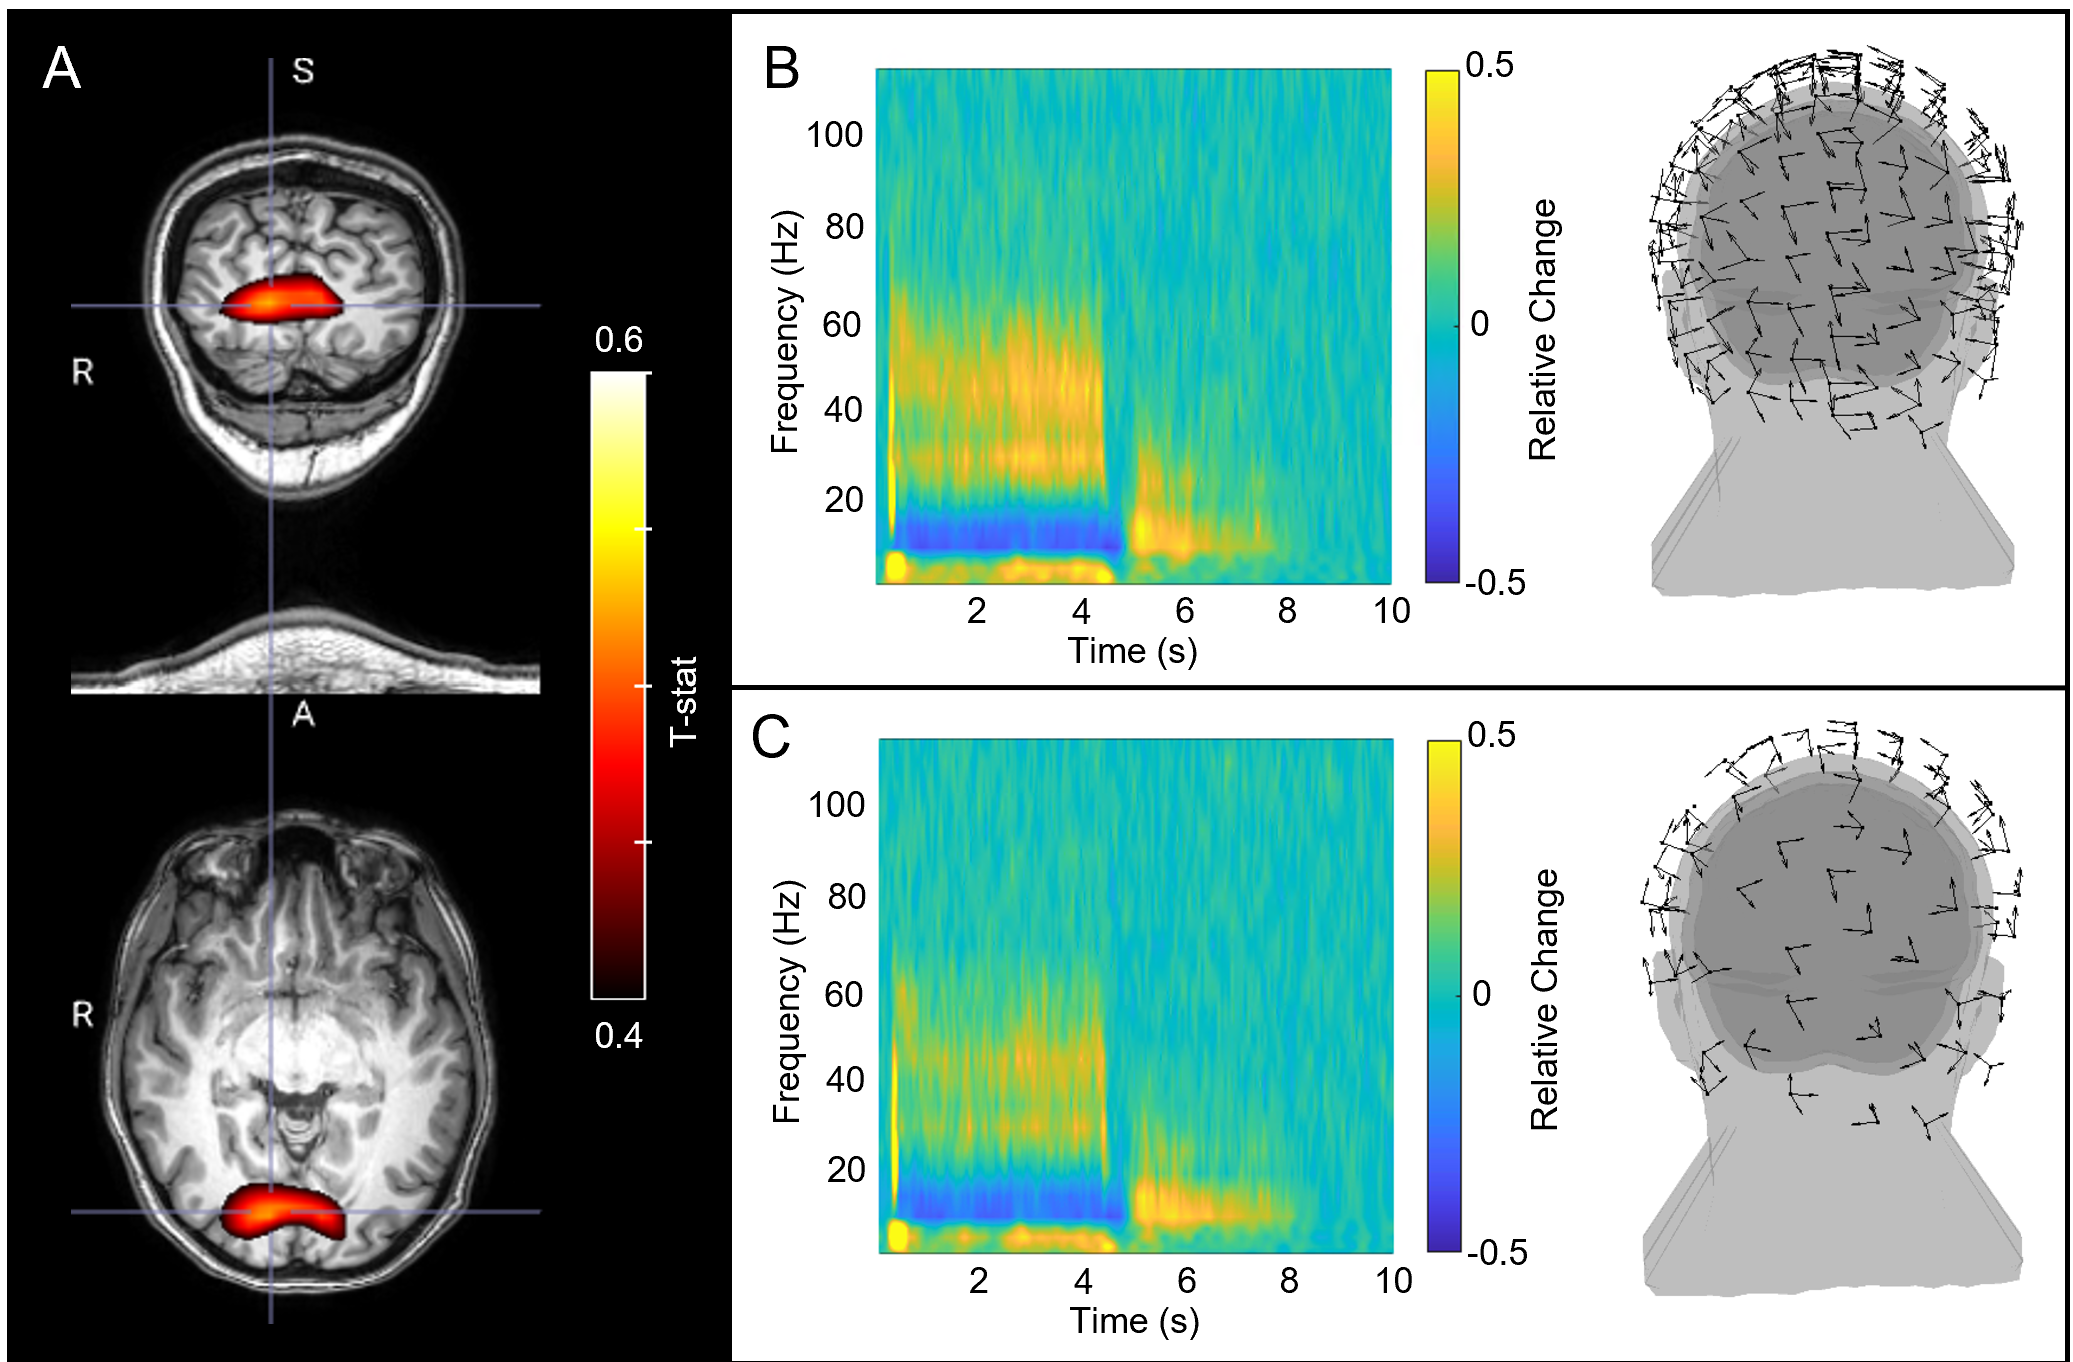 A
S
R
A
R
0.6
T-stat
0.4
B
100
80
60
40
20
Frequency (Hz)
2 4 6 8 10
Time (s)
0.5
0
-0.5
Relative Change
C
100
80
60
40
20
Frequency (Hz)
2 4 6 8 10
Time (s)
0.5
0
-0.5
Relative Change